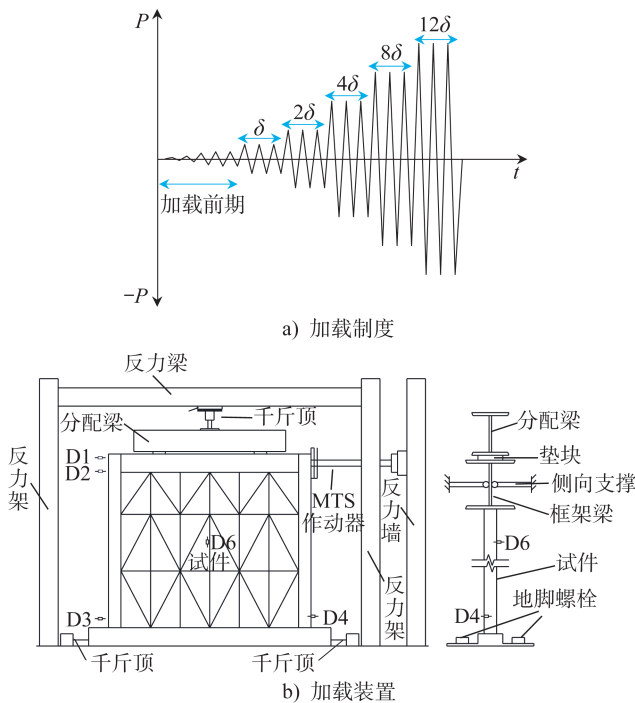 P
12δ
8δ
4δ
2δ
δ
t
加载前期
−P
a) 加载制度
反力梁
千斤顶
分配梁
D1
D2
反力架
MTS
作动器
反力墙
D6
试件
D3
D4
反力架
千斤顶
千斤顶
分配梁
垫块
侧向支撑
框架梁
D6
试件
D4
地脚螺栓
b) 加载装置